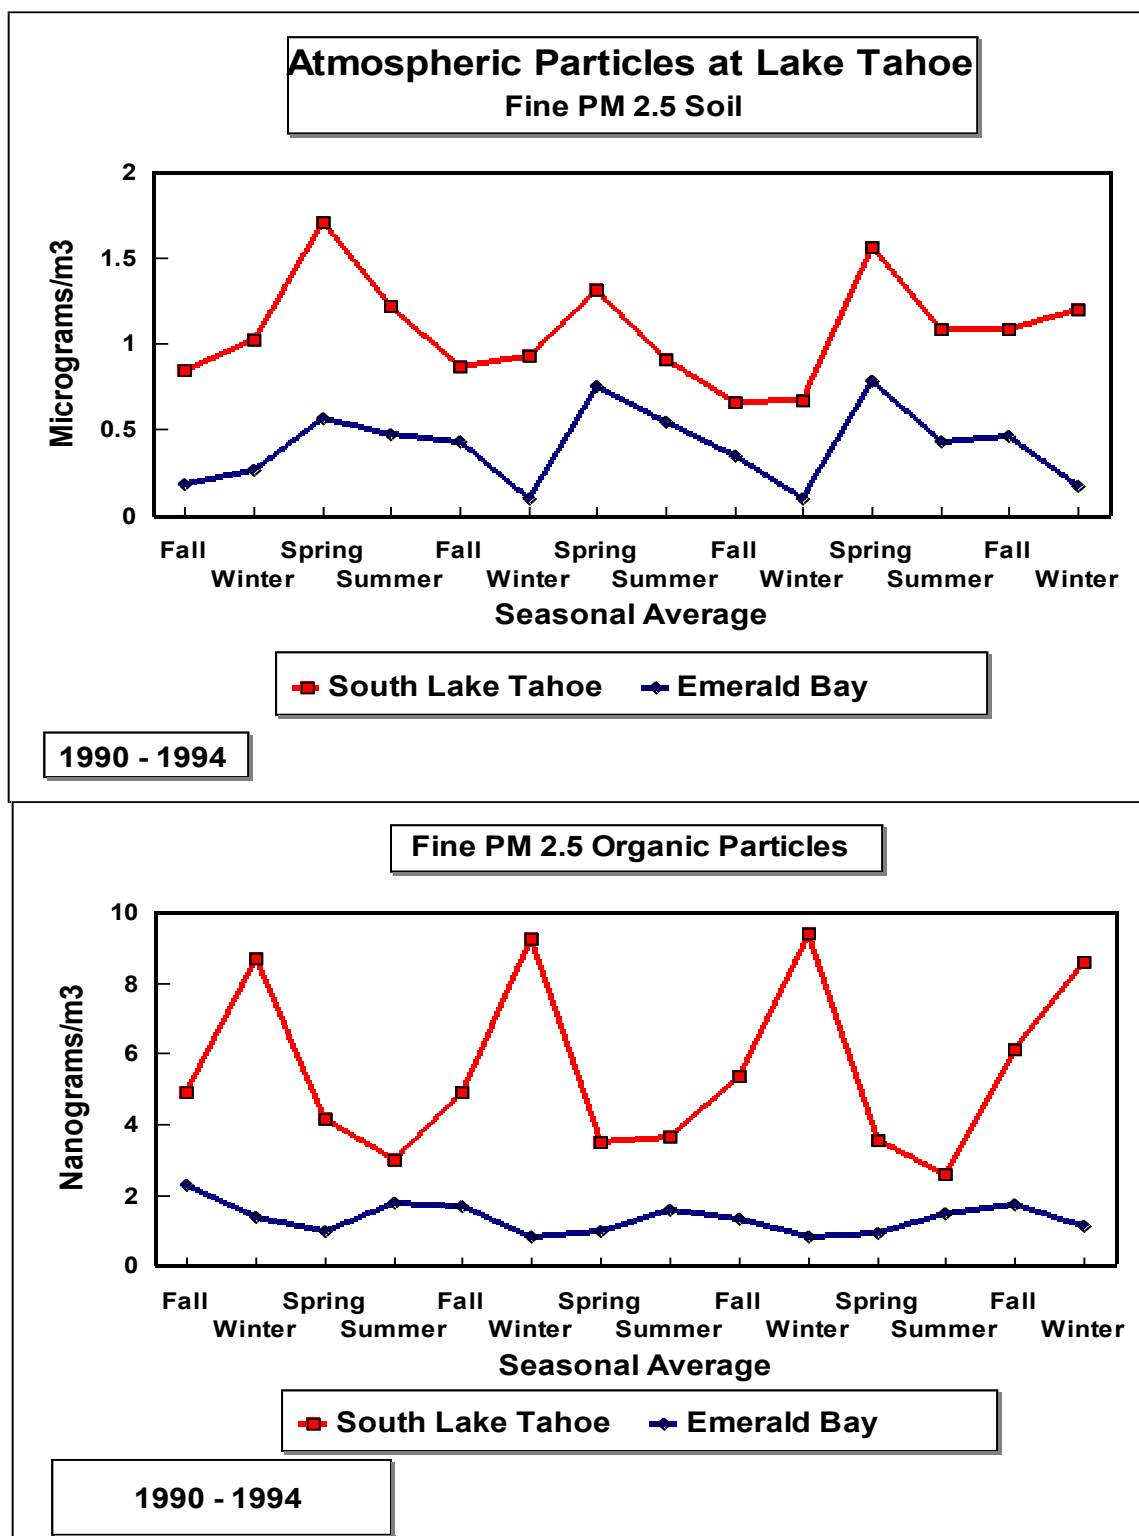 Atmospheric Particles at Lake Tahoe
Fine PM 2.5 Soil
2
1.5
1
0.5
0
Micrograms/m3
Fall Spring Fall Spring Fall Spring Fall
Winter Summer Winter Summer Winter Summer Winter
Seasonal Average
South Lake Tahoe Emerald Bay
1990 - 1994
Fine PM 2.5 Organic Particles
10
8
6
4
2
0
Nanograms/m3
Fall Spring Fall Spring Fall Spring Fall
Winter Summer Winter Summer Winter Summer Winter
Seasonal Average
South Lake Tahoe Emerald Bay
1990 - 1994